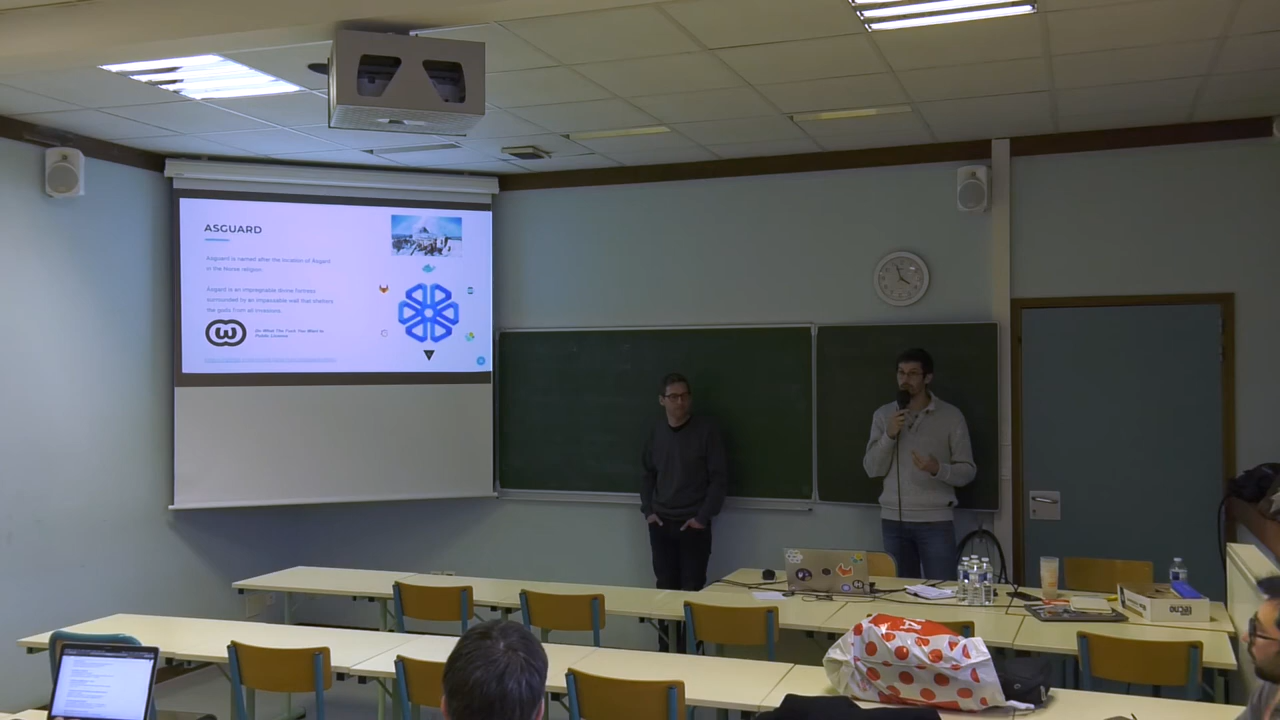 ASGUARD
Asguard is named after the location of Asgard
in the Norse religion.
Asgard is an impregnable divine fortress
surrounded by an impassable wall that shelters
the gods from all invasions.
Do What The Fuck You Want to
Public License